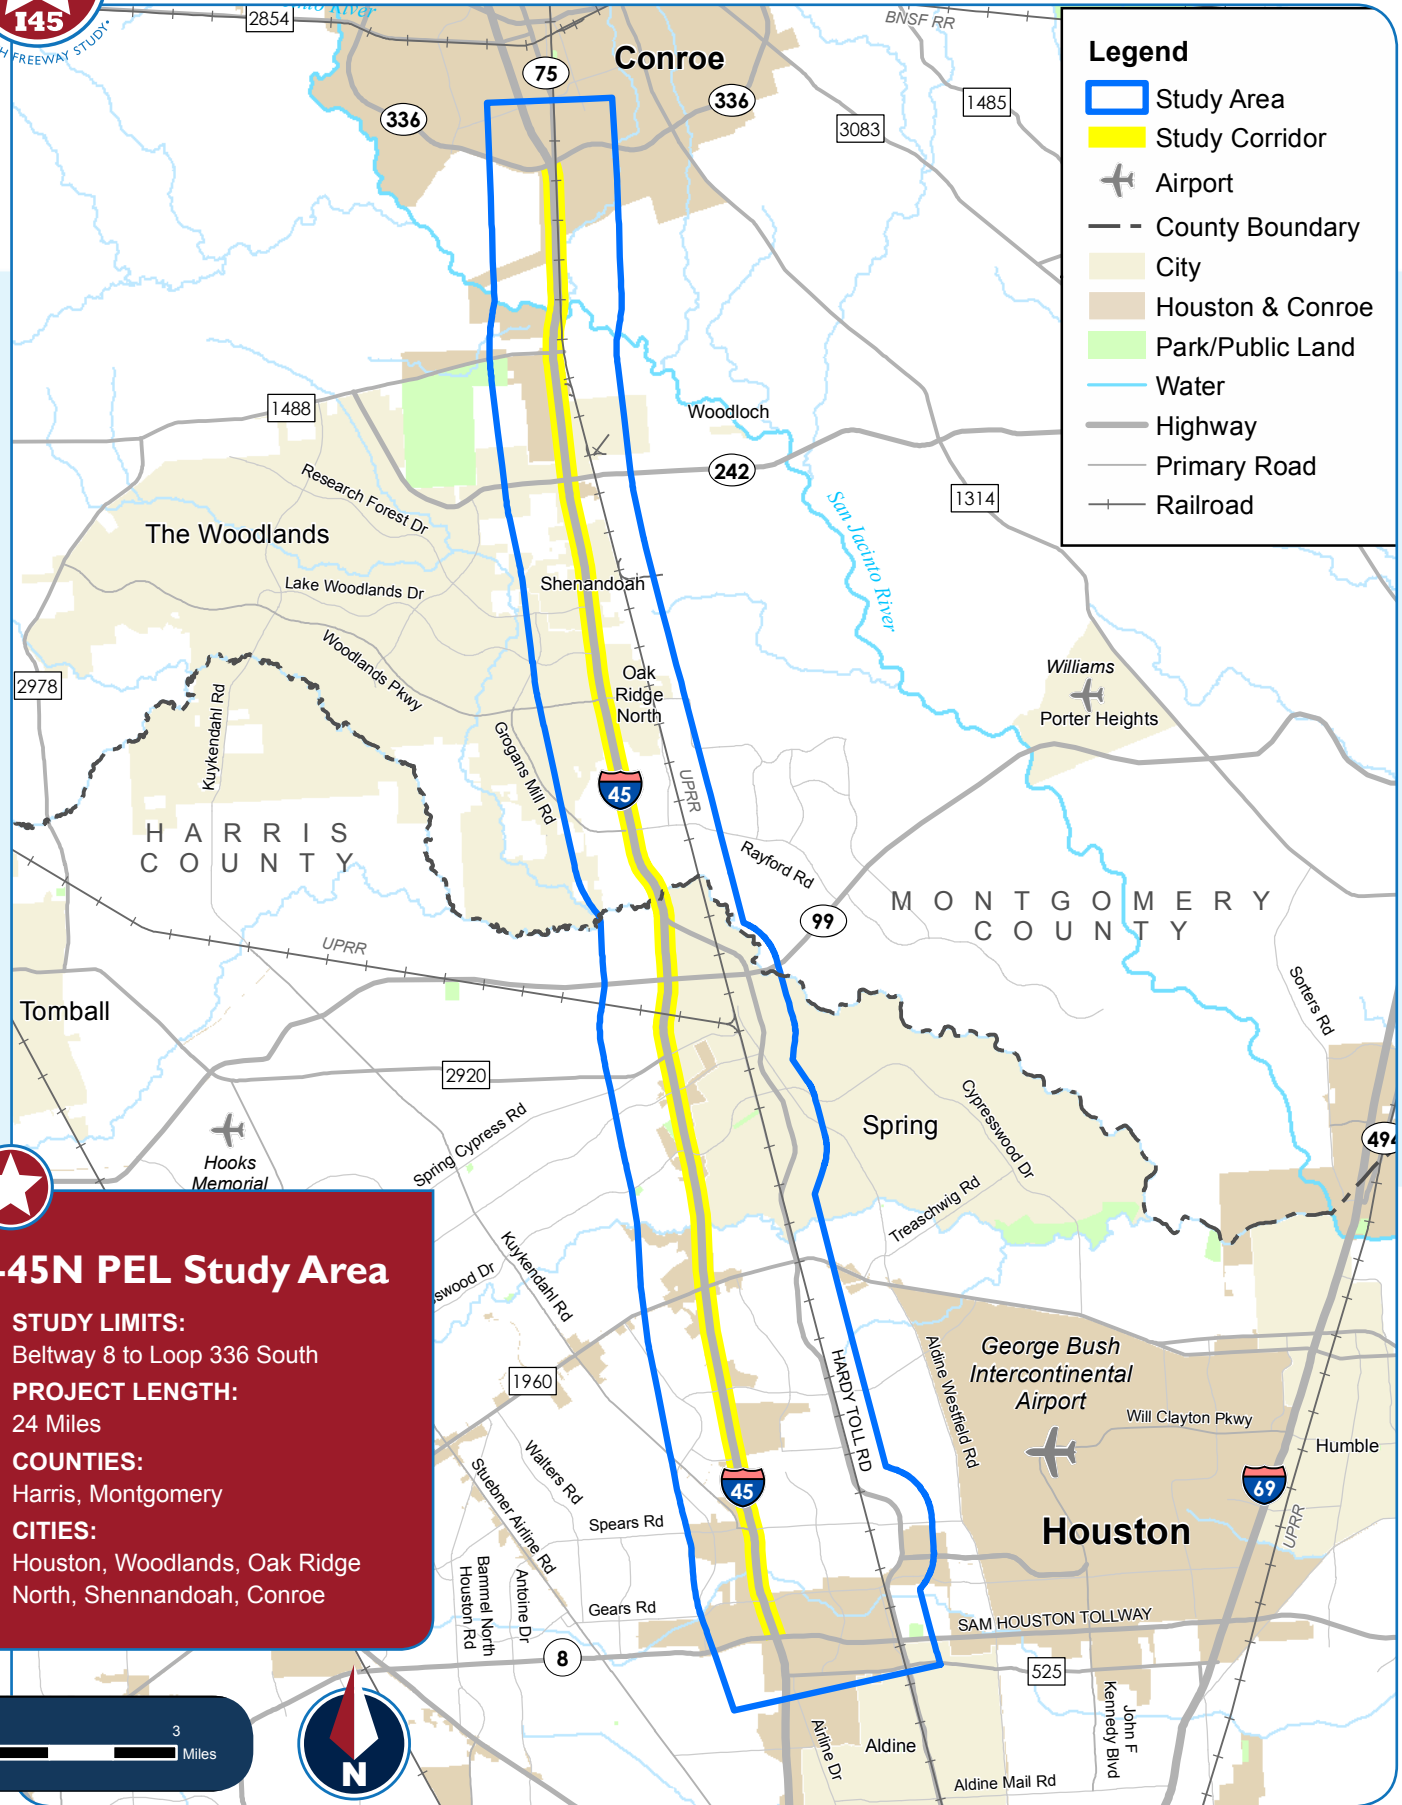 I45
H FREEWAY STUDY
2854
BNSF RR
Conroe
75
336
336
3083
1485
Legend
Study Area
Study Corridor
Airport
County Boundary
City
Houston & Conroe
Park/Public Land
Water
Highway
Primary Road
Railroad
1488
Woodloch
242
1314
San Jacinto River
Research Forest Dr
The Woodlands
Lake Woodlands Dr
Shenandoah
Woodlands Pkwy
Oak
Ridge
North
Williams
Porter Heights
2978
Kuykendahl Rd
Grogans Mill Rd
45
UPRR
HARRIS
COUNTY
Rayford Rd
99
MONTGOMERY
COUNTY
UPRR
Sorters Rd
Tomball
2920
Spring Cypress Rd
Spring
Cypresswood Dr
Treaschwig Rd
494
Hooks
Memorial
Kuykendahl Rd
swood Dr
-45N PEL Study Area
STUDY LIMITS:
Beltway 8 to Loop 336 South
PROJECT LENGTH:
24 Miles
COUNTIES:
Harris, Montgomery
CITIES:
Houston, Woodlands, Oak Ridge
North, Shennandoah, Conroe
1960
HARDY TOLL RD
Aldine Westfield Rd
George Bush
Intercontinental
Airport
Will Clayton Pkwy
Humble
Walters Rd
Stuebner Airline Rd
45
69
Spears Rd
Houston
UPRR
Bammel North
Houston Rd
Antoine Dr
Gears Rd
SAM HOUSTON TOLLWAY
8
525
John F
Kennedy Blvd
Airline Dr
Aldine
Aldine Mail Rd
3
Miles
N